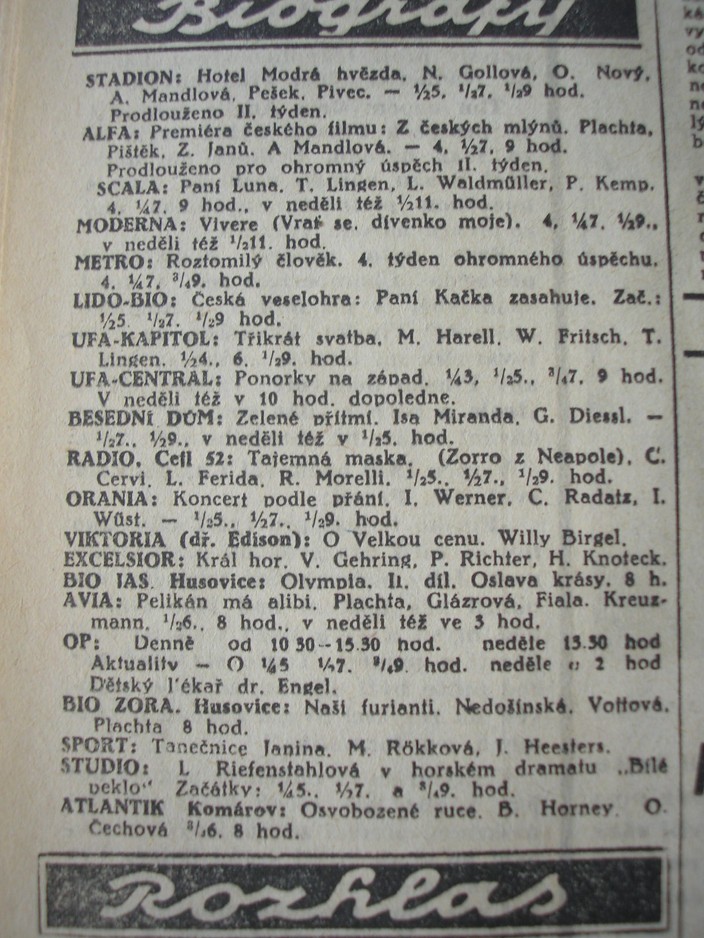 Biografy
STADION: Hotel Modrá hvězda. N. Gollová, O. Nový,
A. Mandlová, Pešek, Pivec. — ½5, ½7, ½9 hod.
Prodlouženo II. týden.
ALFA: Premiéra českého filmu: Z českých mlýnů. Plachta,
Pištěk, Z. Janů, A Mandlová. — 4, ½7, 9 hod.
Prodlouženo pro ohromný úspěch II. týden.
SCALA: Paní Luna. T. Lingen, L. Waldmüller, P. Kemp.
4, ¼7, 9 hod., v neděli též ½11. hod.
MODERNA: Vivere (Vrať se, divenko moje). 4, ¼7, ½9.,
v neděli též ½11. hod.
METRO: Roztomilý člověk. 4. týden ohromného úspěchu.
4, ¼7, ¾9. hod.
LIDO-BIO: Česká veselohra: Paní Kačka zasahuje. Zač.:
½5, ½7, ½9 hod.
UFA-KAPITOL: Třikrát svatba, M. Harell, W. Fritsch, T.
Lingen, ½4., 6, ½9. hod.
UFA-CENTRAL: Ponorky na západ. ¼3, ½5., ¾7, 9 hod.
V neděli též v 10 hod. dopoledne.
BESEDNÍ DŮM: Zelené přítmí. Isa Miranda, G. Diessl. —
½7., ½9., v neděli též v ½5. hod.
RADIO, Cejl 52: Tajemná maska. (Zorro z Neapole), C.
Cervi, L. Ferida, R. Morelli, ½5., ½7., ½9. hod.
ORANIA: Koncert podle přání, I. Werner, C. Radatz, I.
Wüst. — ½5., ½7., ½9. hod.
VIKTORIA (dř. Edison): O Velkou cenu. Willy Birgel.
EXCELSIOR: Král hor. V. Gehring, P. Richter, H. Knoteck.
BIO JAS, Husovice: Olympia. II. díl. Oslava krásy. 8 h.
AVIA: Pelikán má alibi. Plachta, Glázrová, Fiala. Kreuz-
mann. ½6., 8 hod., v neděli též ve 3 hod.
OP: Denně od 10 30—15.30 hod. neděle 13.30 hod
Aktuality — O ¼5 ½7. ¾9 hod. neděle 2 hod
Dětský lékař dr. Engel.
BIO ZORA, Husovice: Naši furianti. Nedošínská, Vojtová,
Plachta 8 hod.
SPORT: Tanečnice Janina. M. Rökková, J. Heesters.
STUDIO: L Riefenstahlová v horském dramatu „Bílé
peklo“ Začátky: ¼5., ½7. a ¾9. hod.
ATLANTIK Komárov: Osvobozené ruce. B. Horney. O.
Čechová ¾6. 8 hod.
Rozhlas